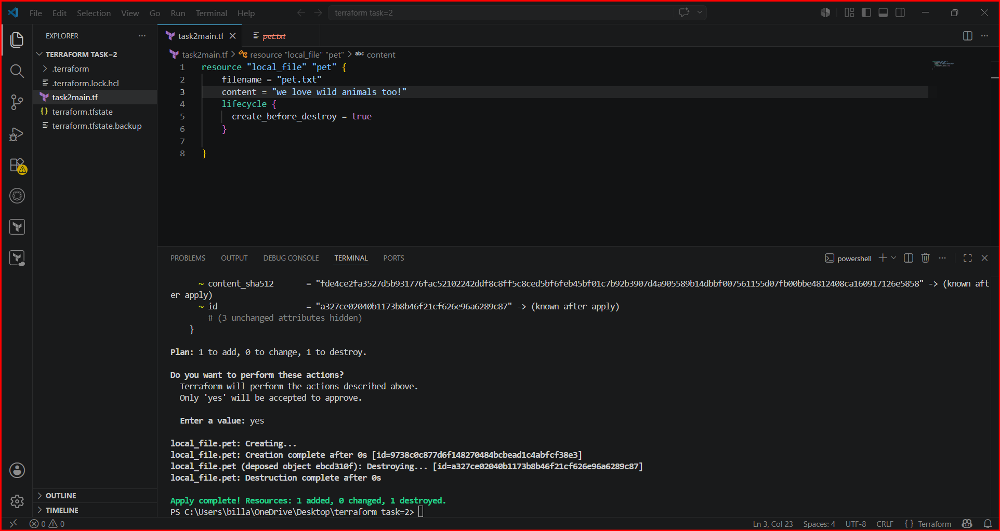 File Edit Selection View Go Run Terminal Help
terraform task=2
EXPLORER
TERRAFORM TASK=2
.terraform
.terraform.lock.hcl
task2main.tf
terraform.tfstate
terraform.tfstate.backup
OUTLINE
TIMELINE
task2main.tf pet.txt
task2main.tf > resource "local_file" "pet" > abc content
1 resource "local_file" "pet" {
2 filename = "pet.txt"
3 content = "we love wild animals too!"
4 lifecycle {
5 create_before_destroy = true
6 }
7
8 }
PROBLEMS OUTPUT DEBUG CONSOLE TERMINAL PORTS
powershell
~ content_sha512 = "fde4ce2fa3527d5b931776fac52102242ddf8c8ff5c8ced5bf6feb45bf01c7b92b3907d4a905589b14dbbf007561155d07fb00bbe4812408ca160917126e5858" -> (known aft
er apply)
~ id = "a327ce02040b1173b8b46f21cf626e96a6289c87" -> (known after apply)
# (3 unchanged attributes hidden)
}
Plan: 1 to add, 0 to change, 1 to destroy.
Do you want to perform these actions?
Terraform will perform the actions described above.
Only 'yes' will be accepted to approve.
Enter a value: yes
local_file.pet: Creating...
local_file.pet: Creation complete after 0s [id=9738c0c877d6f148270484bcbead1c4abfcf38e3]
local_file.pet (deposed object ebcd310f): Destroying... [id=a327ce02040b1173b8b46f21cf626e96a6289c87]
local_file.pet: Destruction complete after 0s
Apply complete! Resources: 1 added, 0 changed, 1 destroyed.
PS C:\Users\billa\OneDrive\Desktop\terraform task=2>
0 0
Ln 3, Col 23 Spaces: 4 UTF-8 CRLF { } Terraform